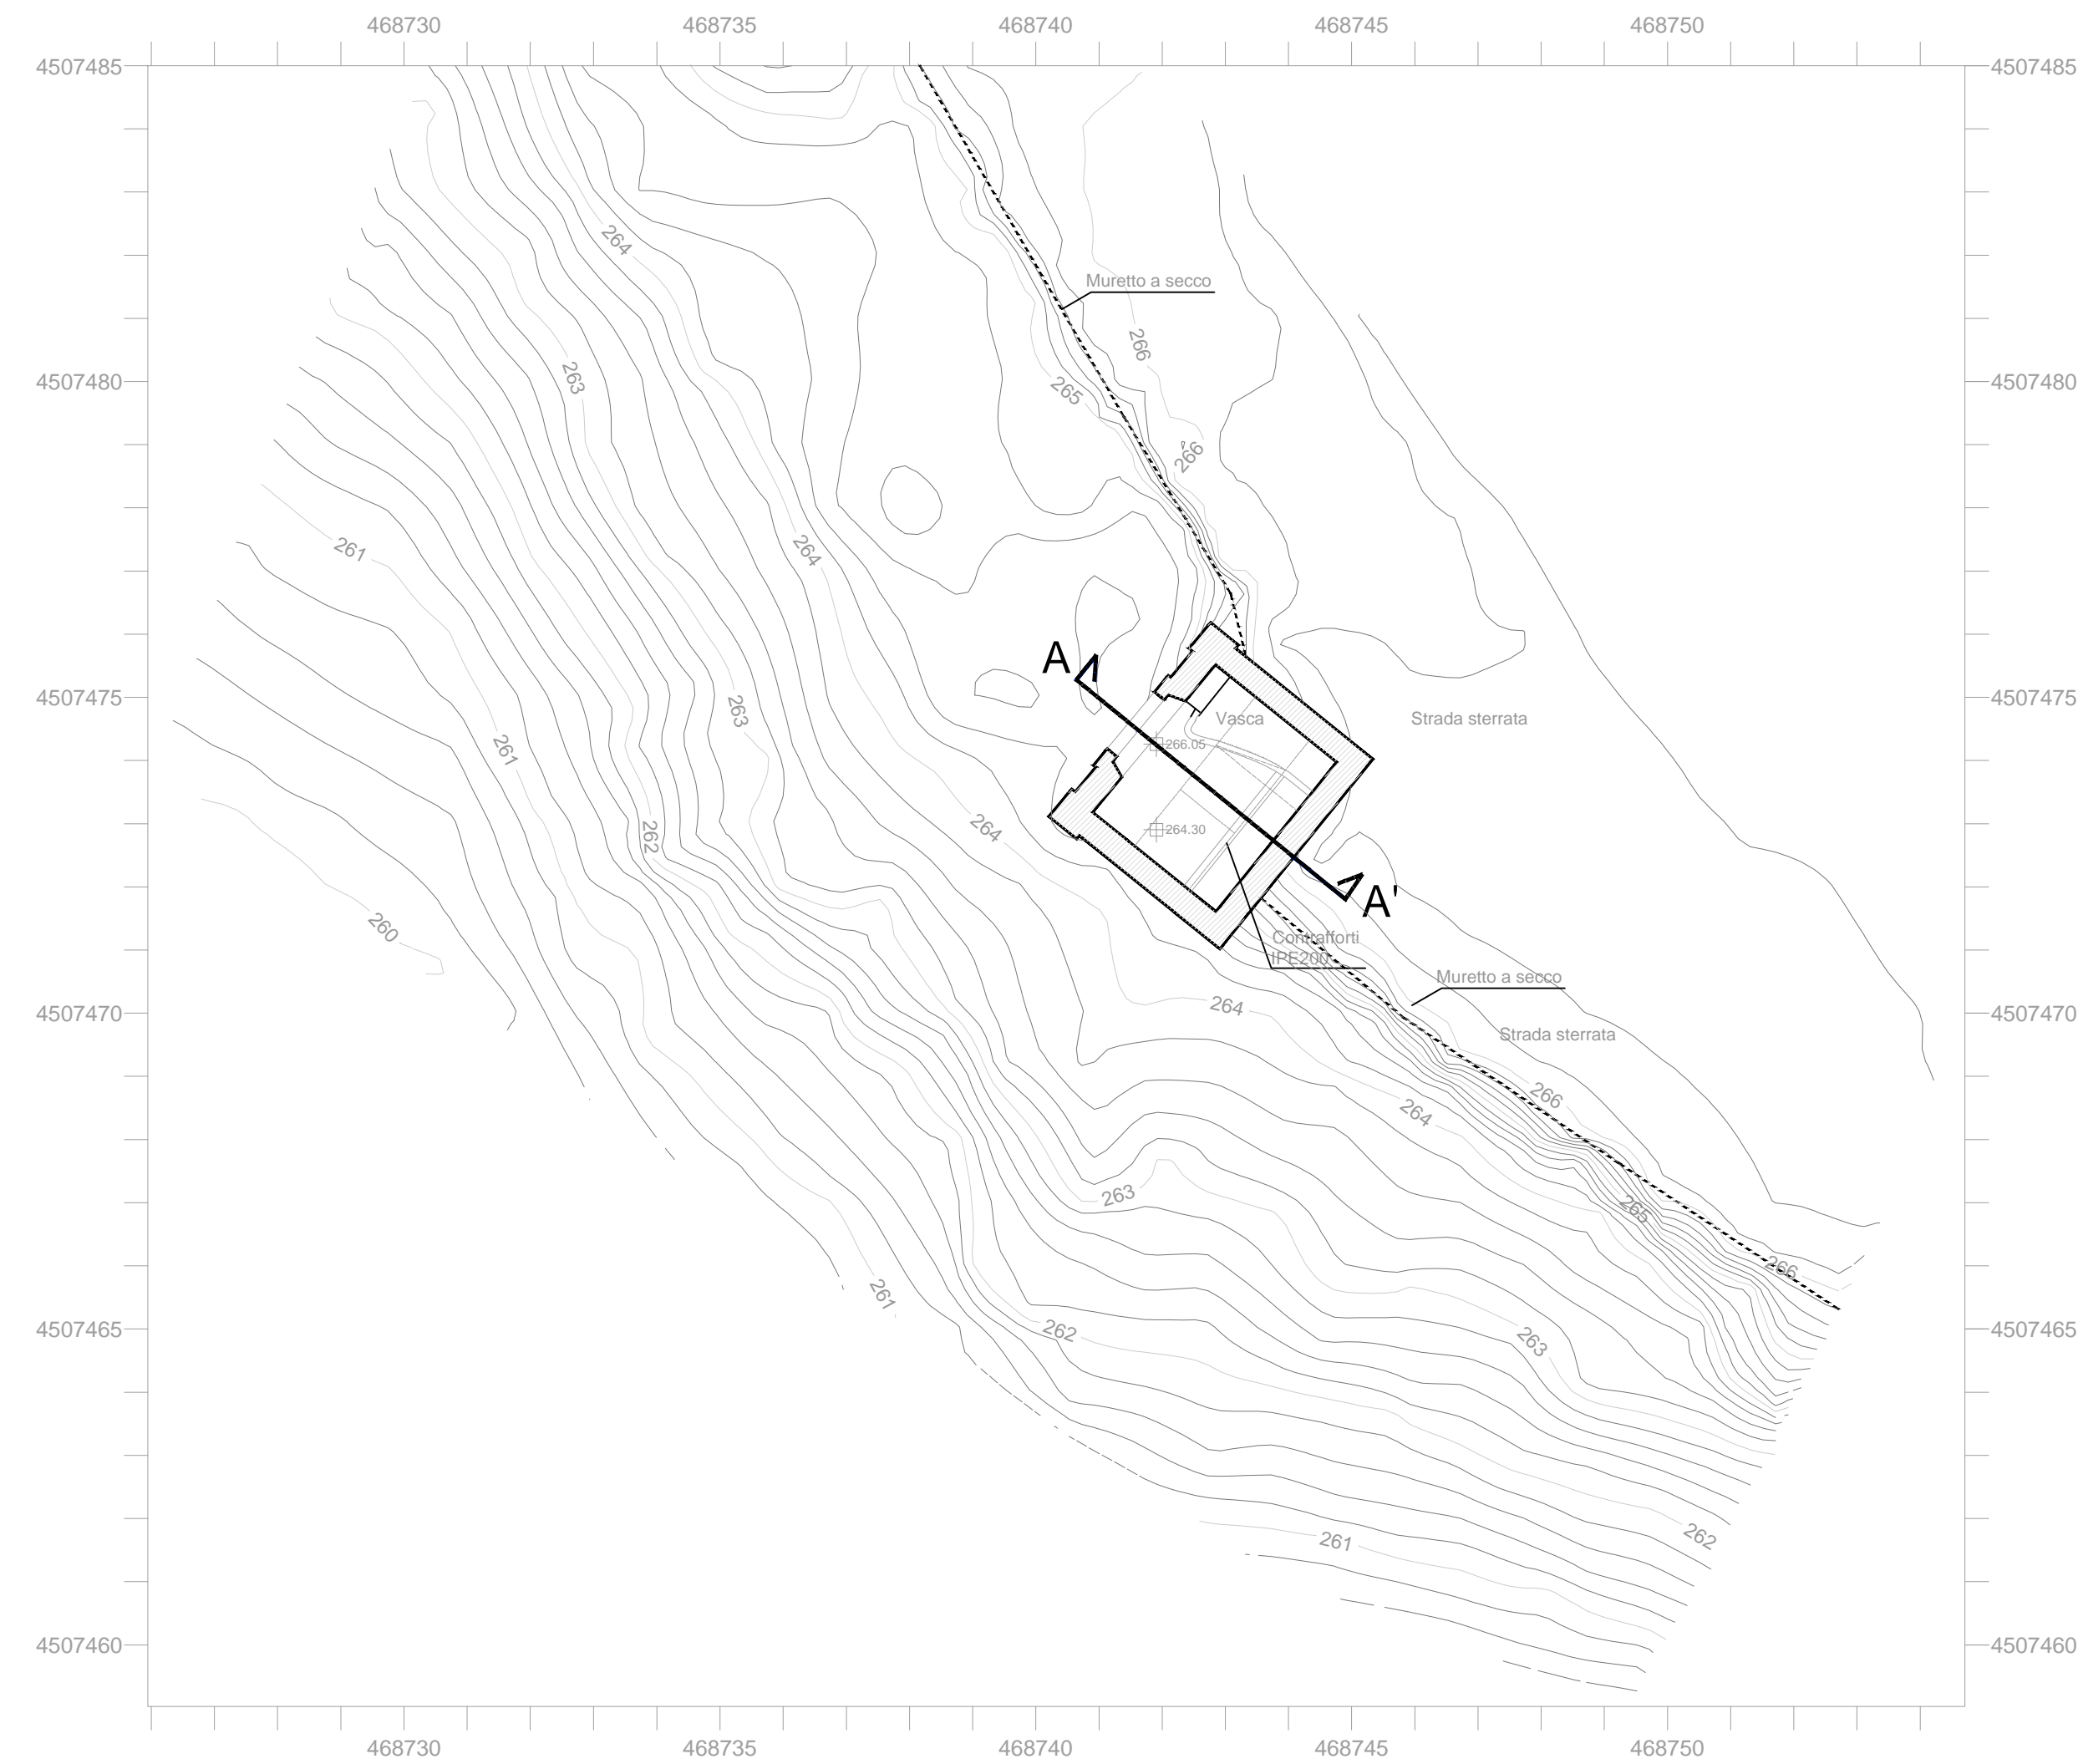 468730 468735 468740 468745 468750
4507485 4507485
264
Muretto a secco
266
263
4507480 265 4507480
266
264
261
A
4507475 263 Vasca Strada sterrata 4507475
266.05
261
264
262 264.30
A'
260
Contrafforti
IPE200
Muretto a secco
4507470 264 4507470
Strada sterrata
266
264
263
265
266
261
4507465 262 4507465
263
262
261
4507460 4507460
468730 468735 468740 468745 468750